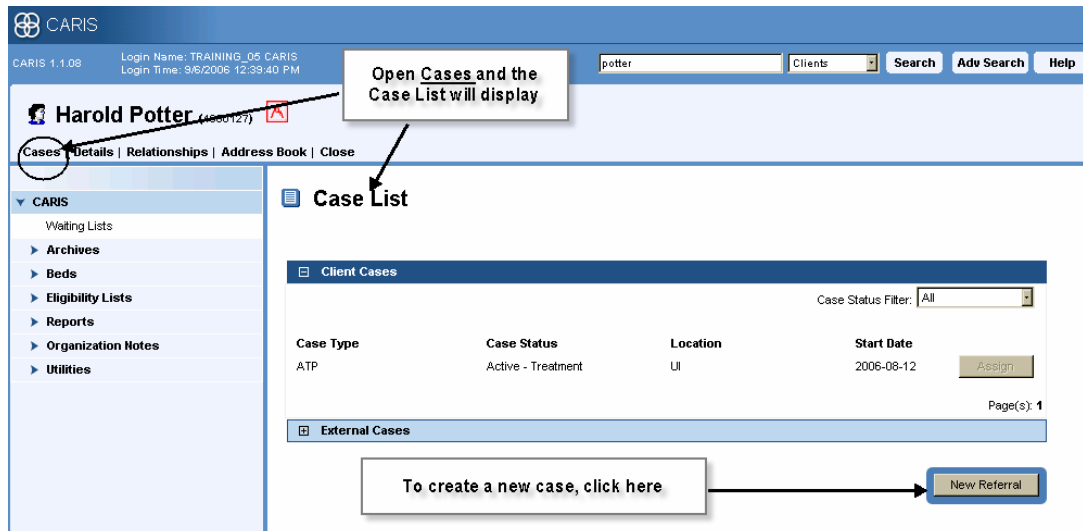 CARIS
CARIS 1.1.08
Login Name: TRAINING_05 CARIS
Login Time: 9/6/2006 12:39:40 PM
potter
Clients
Search
Adv Search
Help
Open Cases and the
Case List will display
Harold Potter
Cases | Details | Relationships | Address Book | Close
CARIS
Waiting Lists
Archives
Beds
Eligibility Lists
Reports
Organization Notes
Utilities
Case List
Client Cases
Case Status Filter: All
Case Type Case Status Location Start Date
ATP Active - Treatment UI 2006-08-12 Assign
Page(s): 1
External Cases
To create a new case, click here
New Referral